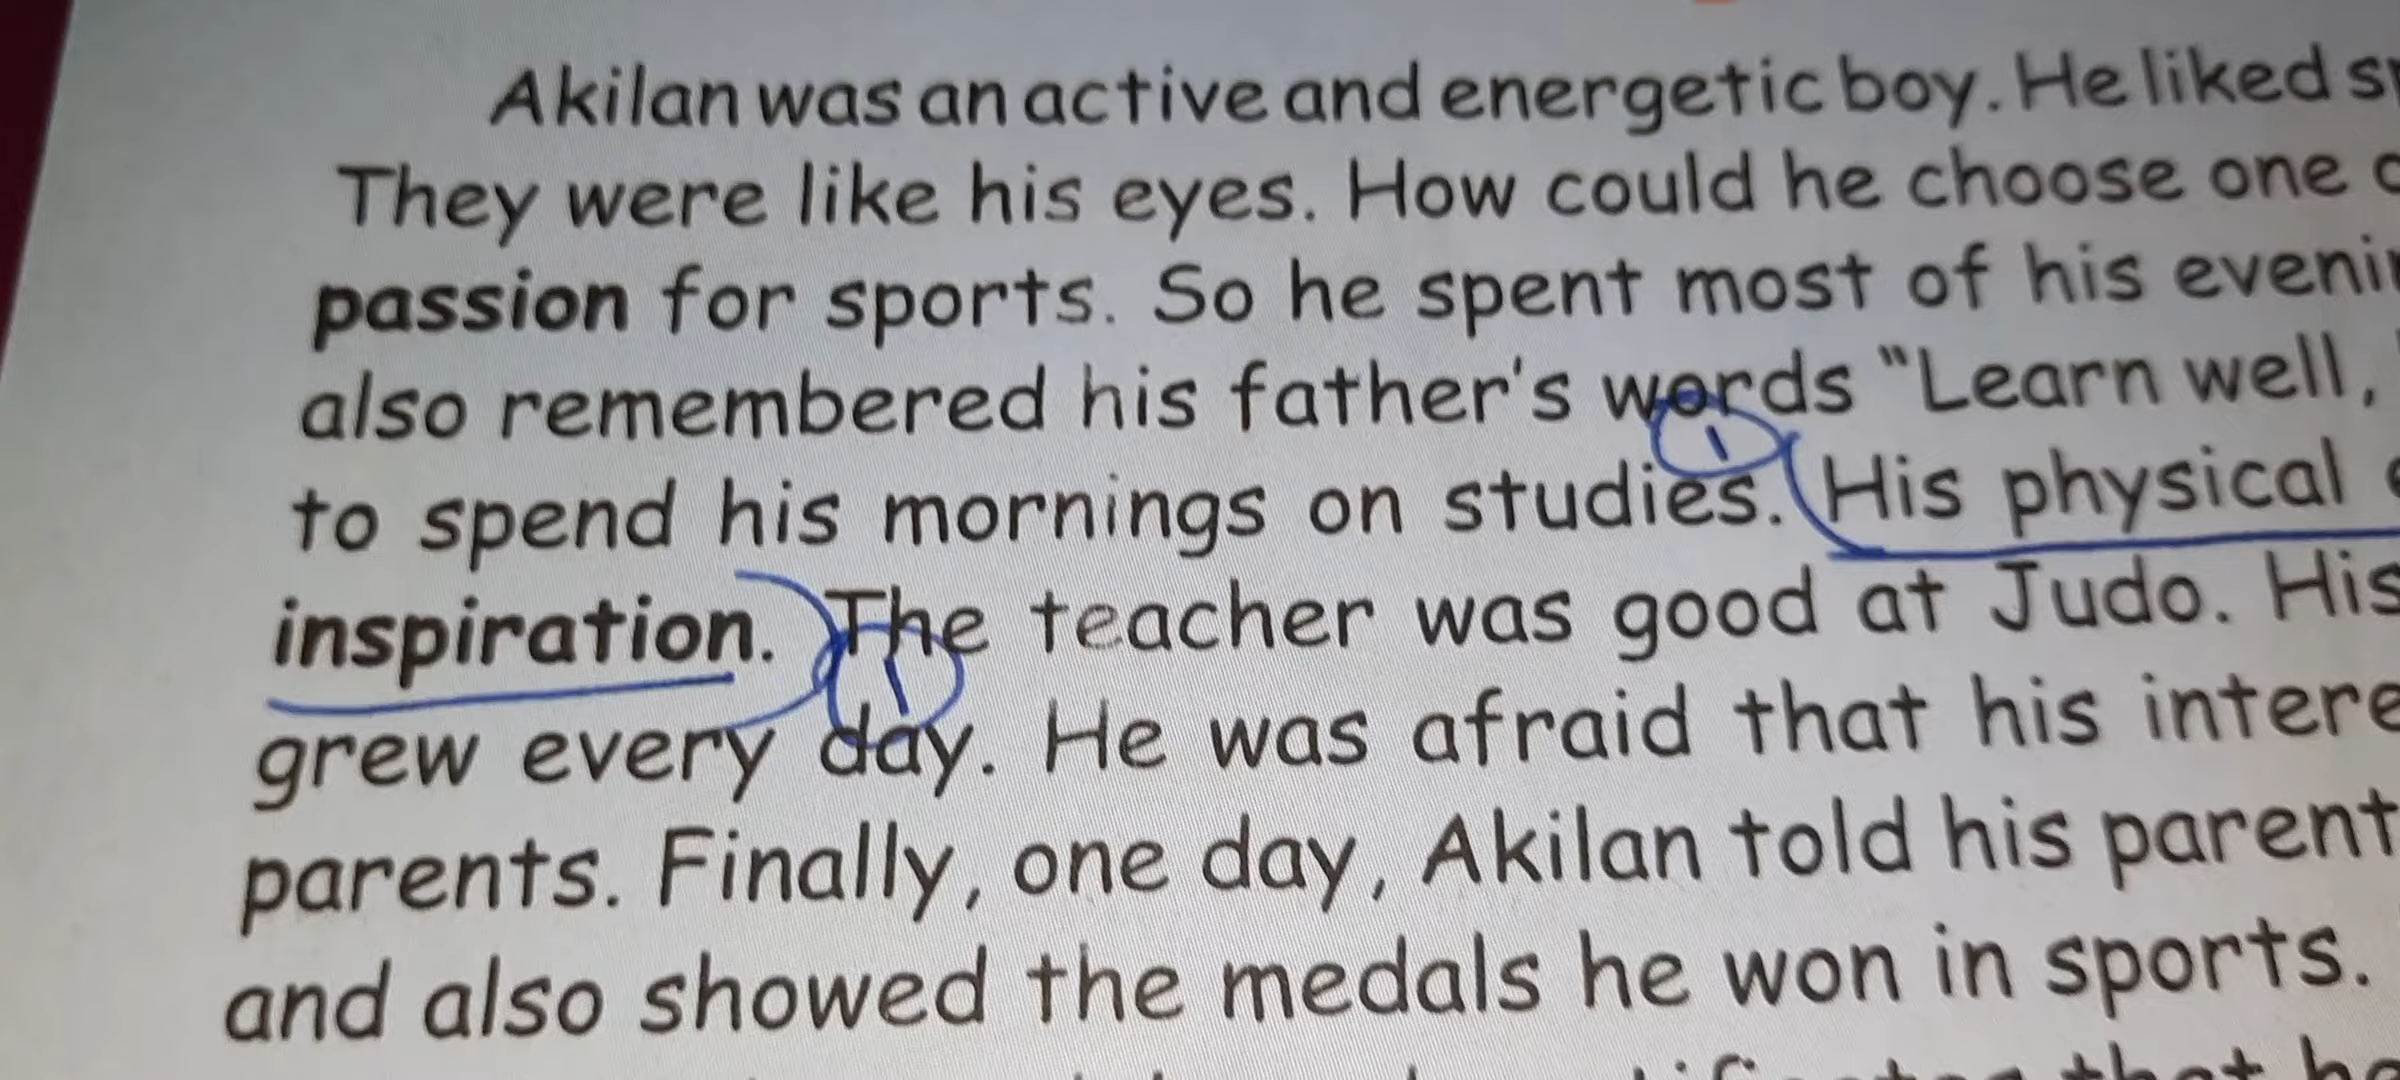 Akilan was an active and energetic boy. He liked
They were like his eyes. How could he choose one
passion for sports. So he spent most of his
also remembered his father's words "Learn well,
to spend his mornings on studies. His physical
inspiration. The teacher was good at Judo. His
grew every day. He was afraid that his
parents. Finally, one day, Akilan told his
and also showed the medals he won in sports.
that